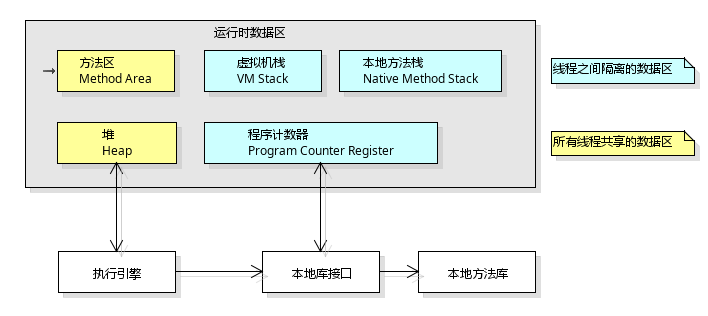 运行时数据区
方法区
Method Area
虚拟机栈
VM Stack
本地方法栈
Native Method Stack
线程之间隔离的数据区
堆
Heap
程序计数器
Program Counter Register
所有线程共享的数据区
执行引擎
本地库接口
本地方法库